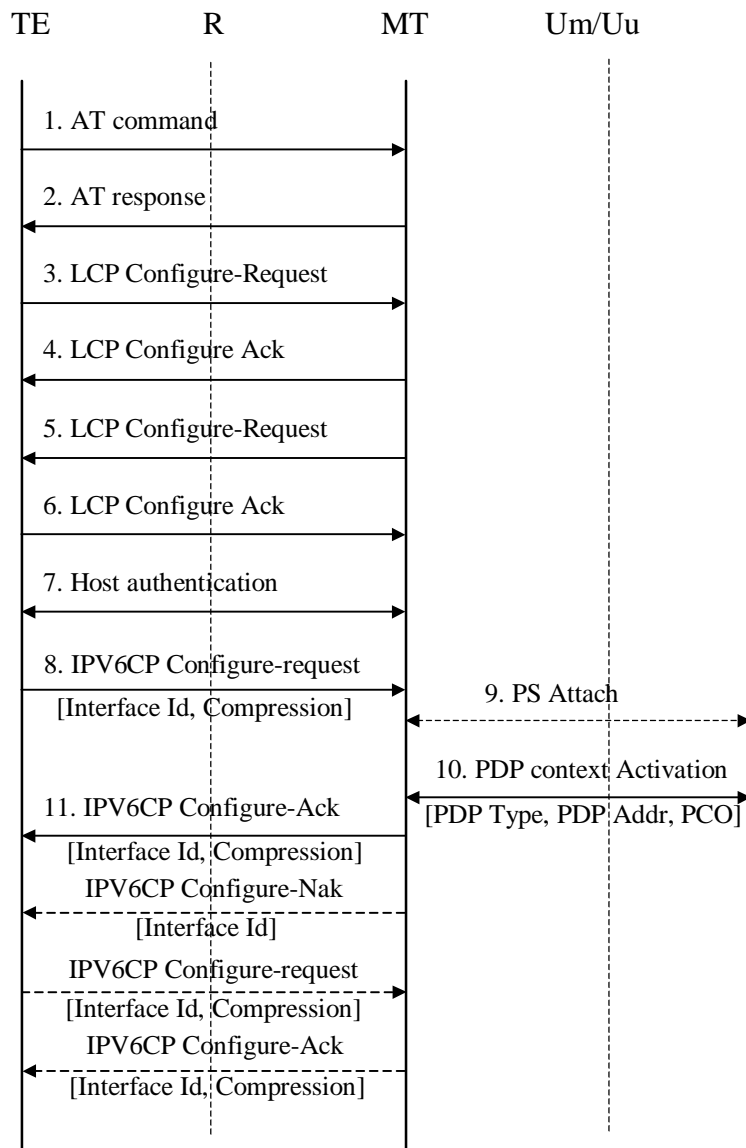 TE R MT Um/Uu
1. AT command
2. AT response
3. LCP Configure-Request
4. LCP Configure Ack
5. LCP Configure-Request
6. LCP Configure Ack
7. Host authentication
8. IPV6CP Configure-request
[Interface Id, Compression]
9. PS Attach
10. PDP context Activation
[PDP Type, PDP Addr, PCO]
11. IPV6CP Configure-Ack
[Interface Id, Compression]
IPV6CP Configure-Nak
[Interface Id]
IPV6CP Configure-request
[Interface Id, Compression]
IPV6CP Configure-Ack
[Interface Id, Compression]